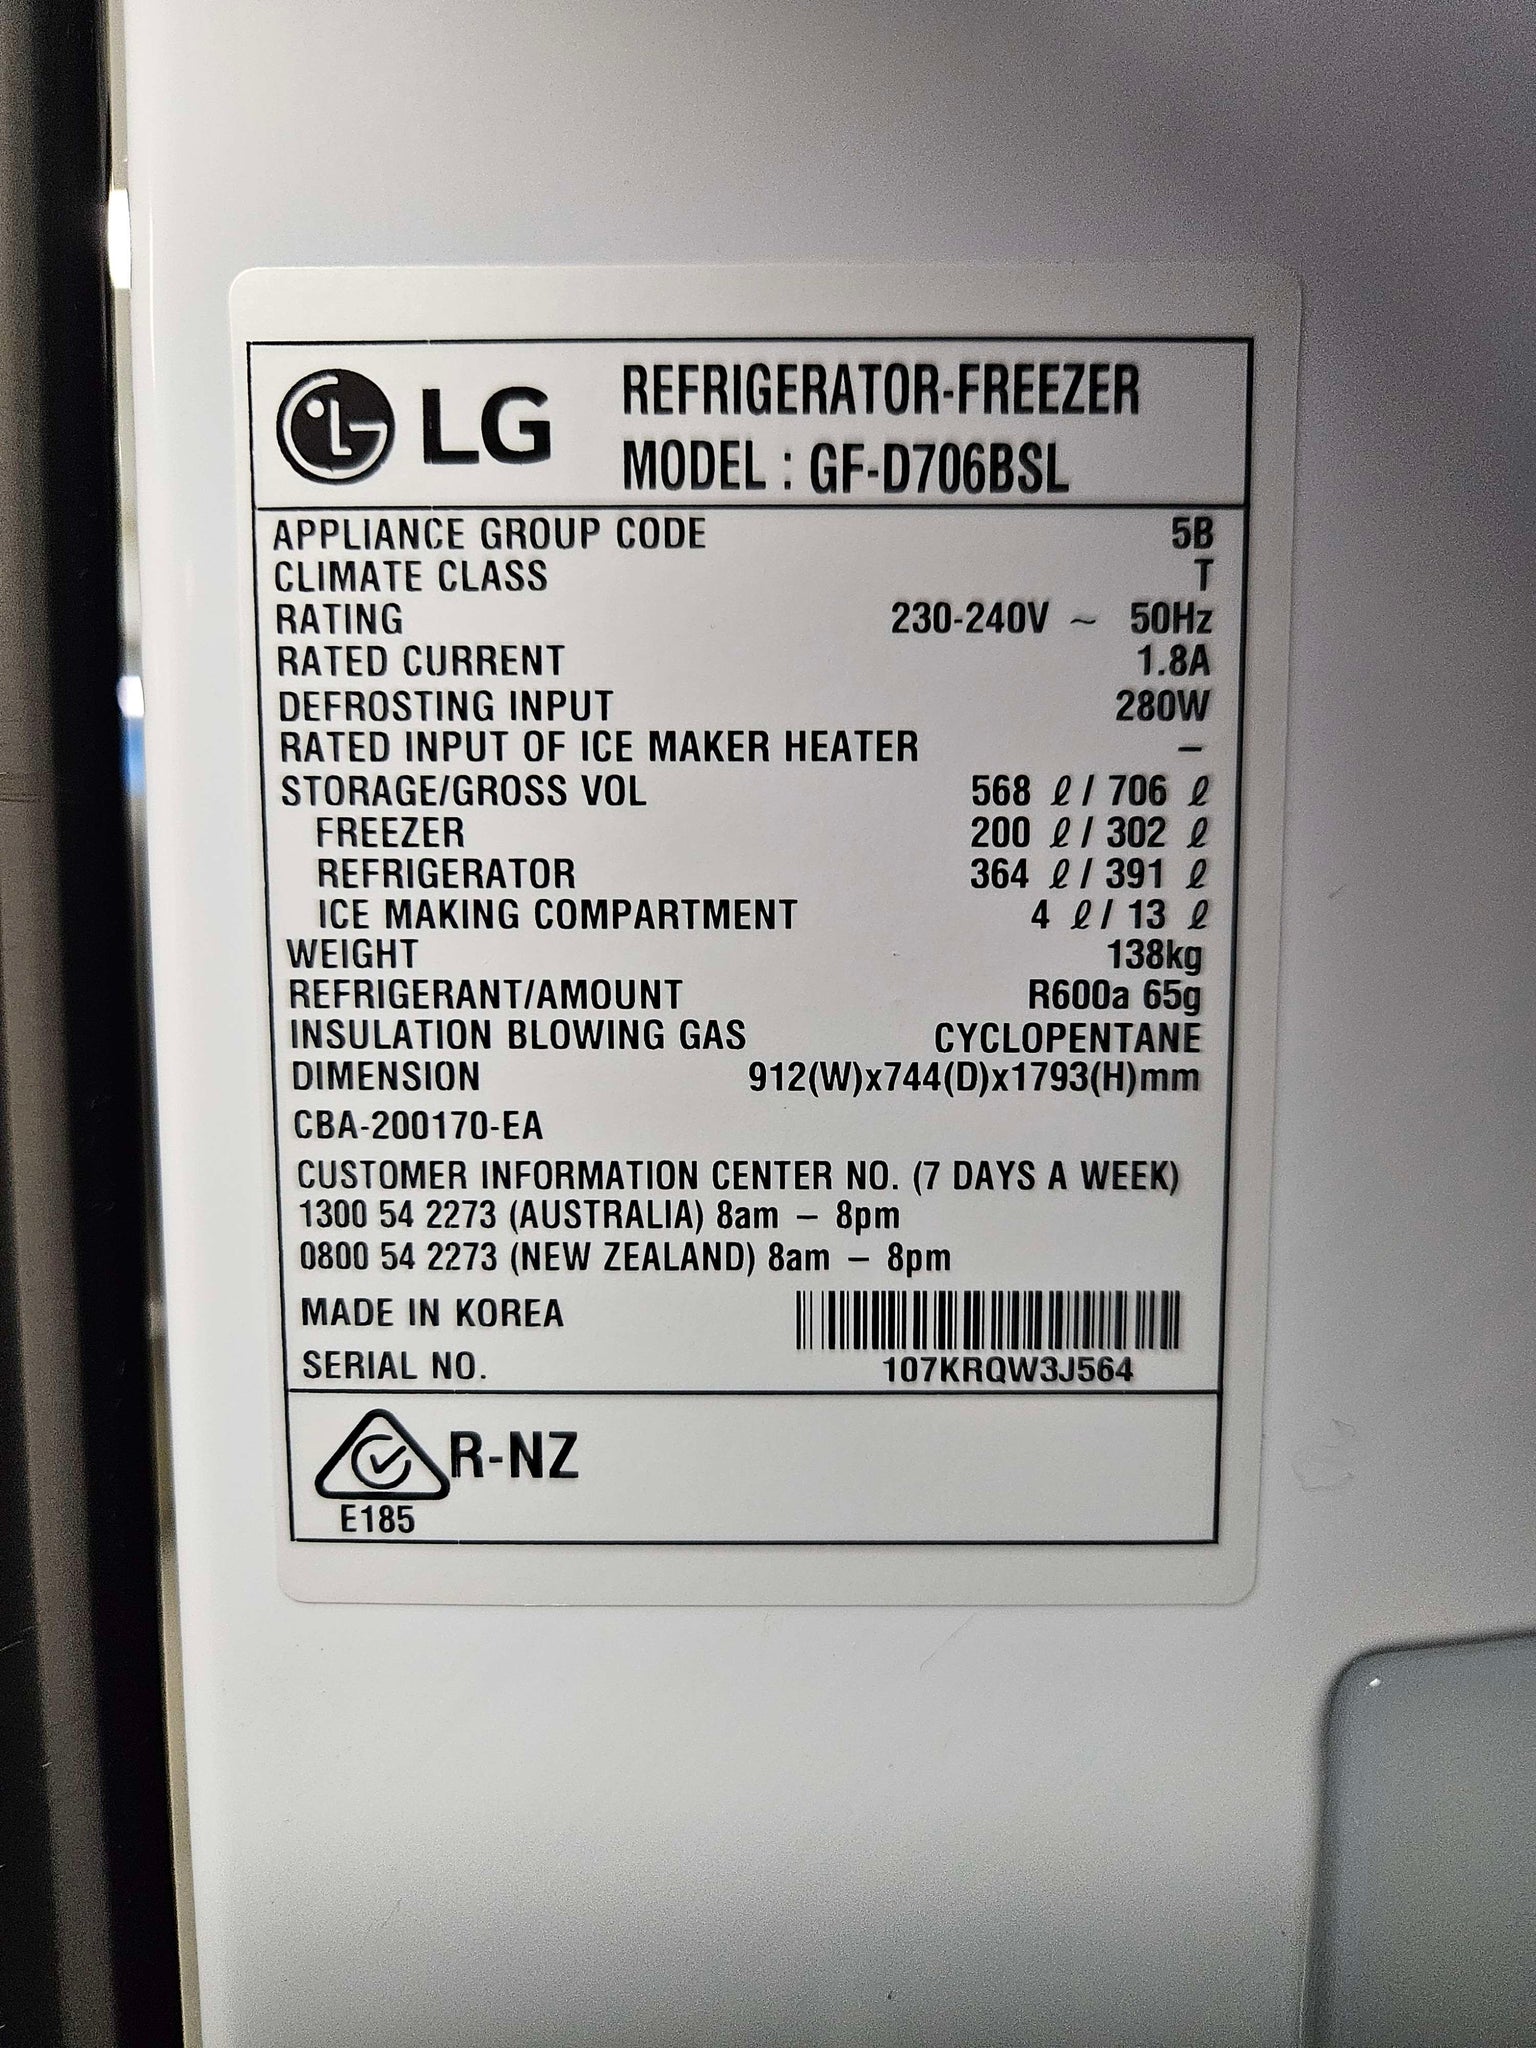 LG REFRIGERATOR-FREEZER
MODEL : GF-D706BSL
APPLIANCE GROUP CODE 5B
CLIMATE CLASS T
RATING 230-240V ~ 50Hz
RATED CURRENT 1.8A
DEFROSTING INPUT 280W
RATED INPUT OF ICE MAKER HEATER –
STORAGE/GROSS VOL 568 ℓ / 706 ℓ
FREEZER 200 ℓ / 302 ℓ
REFRIGERATOR 364 ℓ / 391 ℓ
ICE MAKING COMPARTMENT 4 ℓ / 13 ℓ
WEIGHT 138kg
REFRIGERANT/AMOUNT R600a 65g
INSULATION BLOWING GAS CYCLOPENTANE
DIMENSION 912(W)x744(D)x1793(H)mm
CBA-200170-EA
CUSTOMER INFORMATION CENTER NO. (7 DAYS A WEEK)
1300 54 2273 (AUSTRALIA) 8am – 8pm
0800 54 2273 (NEW ZEALAND) 8am – 8pm
MADE IN KOREA
SERIAL NO. 107KRQW3J564
R-NZ
E185